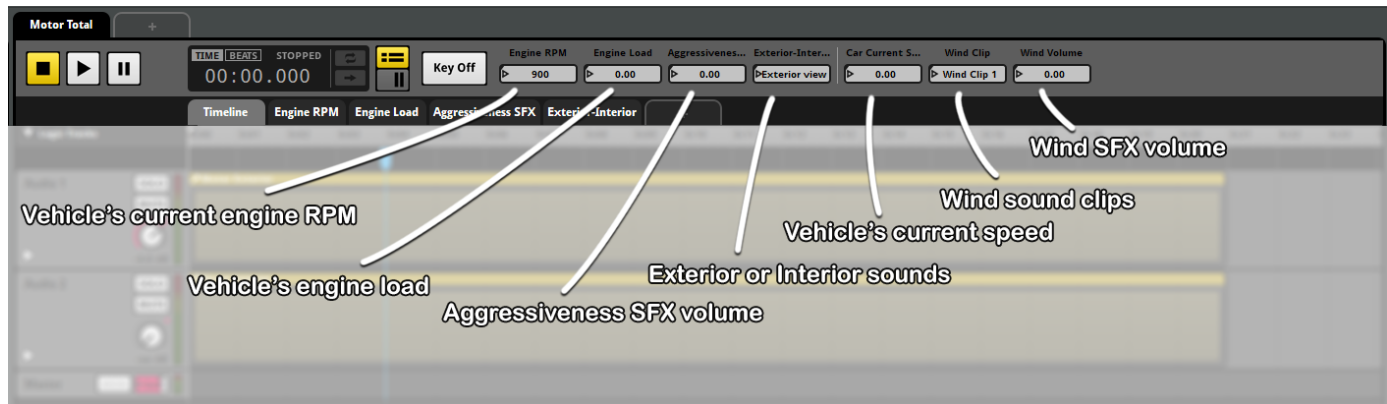 Motor Total +
TIME BEATS STOPPED
00:00.000
Key Off
Engine RPM Engine Load Aggressivenes... Exterior-Inter... Car Current S... Wind Clip Wind Volume
900 0.00 0.00 Exterior view 0.00 Wind Clip 1 0.00
Timeline Engine RPM Engine Load Aggressiveness SFX Exterior-Interior
Wind SFX volume
Wind sound clips
Vehicle's current engine RPM
Vehicle's current speed
Exterior or Interior sounds
Vehicle's engine load
Aggressiveness SFX volume